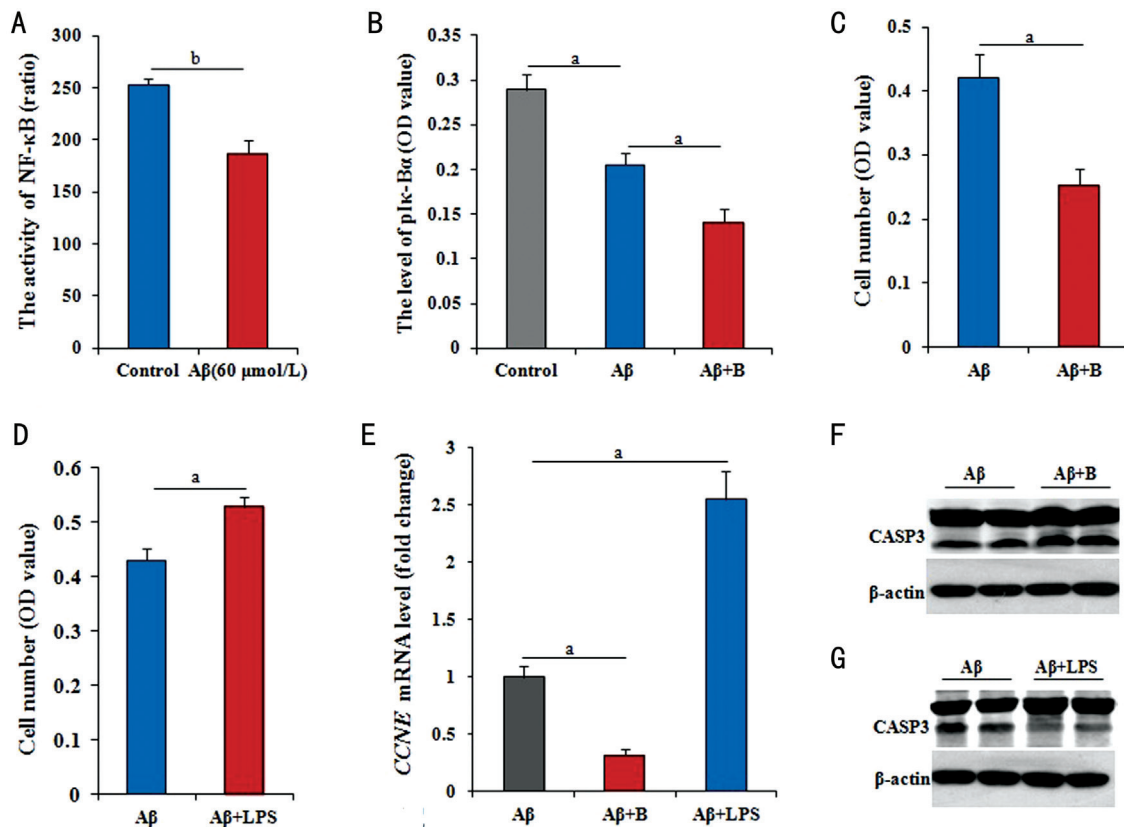 A
The activity of NF-κB (ratio)
300
250
200
150
100
50
0
b
Control Aβ(60 μmol/L)
B
The level of pIk-Bα (OD value)
0.35
0.3
0.25
0.2
0.15
0.1
0.05
0
a
a
Control Aβ Aβ+B
C
Cell number (OD value)
0.5
0.4
0.3
0.2
0.1
0
a
Aβ Aβ+B
D
Cell number (OD value)
0.6
0.5
0.4
0.3
0.2
0.1
0
a
Aβ Aβ+LPS
E
CCNE mRNA level (fold change)
3
2.5
2
1.5
1
0.5
0
a
a
Aβ Aβ+B Aβ+LPS
F
Aβ Aβ+B
CASP3
β-actin
G
Aβ Aβ+LPS
CASP3
β-actin